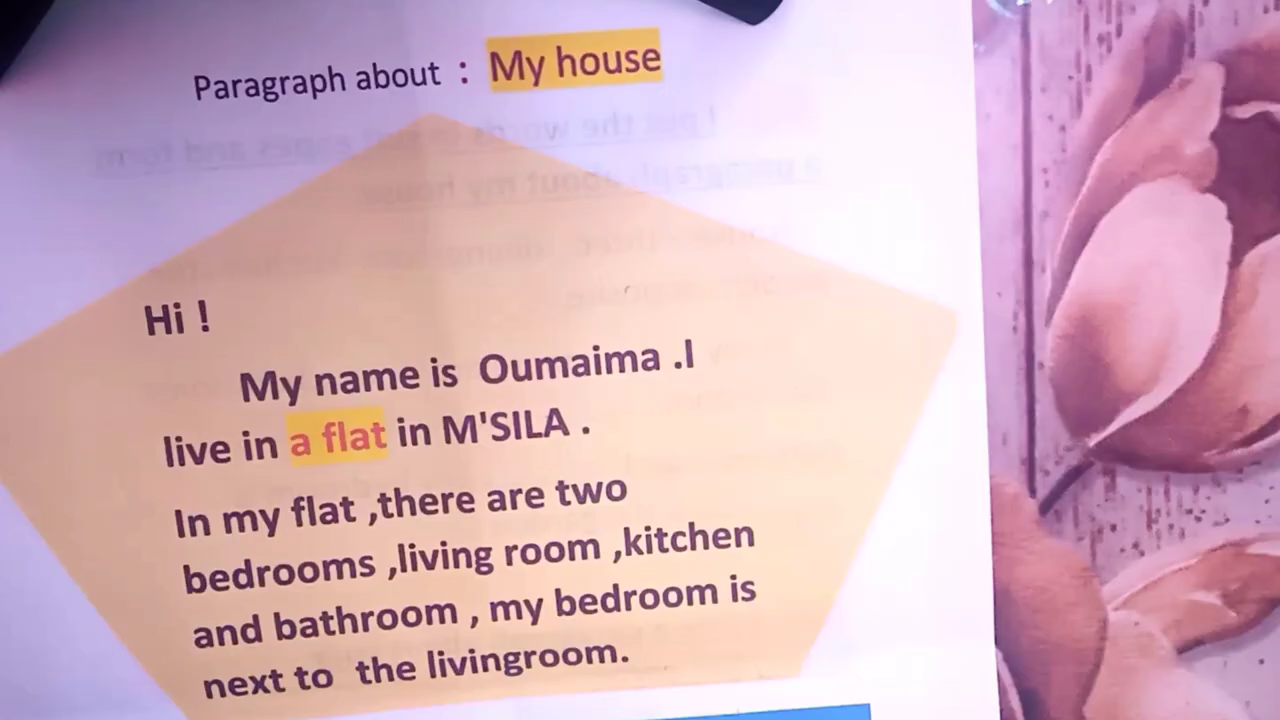 Paragraph about : My house
Hi !
My name is Oumaima .I
live in a flat in M'SILA .
In my flat ,there are two
bedrooms ,living room ,kitchen
and bathroom , my bedroom is
next to the livingroom.